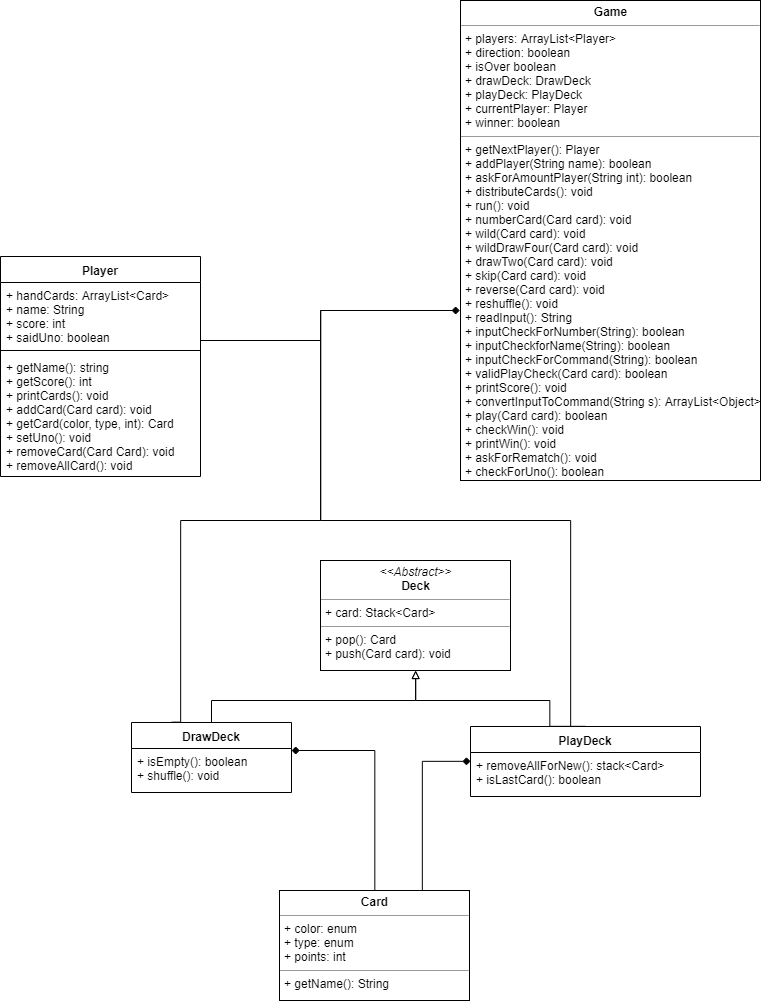 Game
+ players: ArrayList<Player>
+ direction: boolean
+ isOver boolean
+ drawDeck: DrawDeck
+ playDeck: PlayDeck
+ currentPlayer: Player
+ winner: boolean
+ getNextPlayer(): Player
+ addPlayer(String name): boolean
+ askForAmountPlayer(String int): boolean
+ distributeCards(): void
+ run(): void
+ numberCard(Card card): void
+ wild(Card card): void
+ wildDrawFour(Card card): void
+ drawTwo(Card card): void
+ skip(Card card): void
+ reverse(Card card): void
+ reshuffle(): void
+ readInput(): String
+ inputCheckForNumber(String): boolean
+ inputCheckforName(String): boolean
+ inputCheckForCommand(String): boolean
+ validPlayCheck(Card card): boolean
+ printScore(): void
+ convertInputToCommand(String s): ArrayList<Object>
+ play(Card card): boolean
+ checkWin(): void
+ printWin(): void
+ askForRematch(): void
+ checkForUno(): boolean
Player
+ handCards: ArrayList<Card>
+ name: String
+ score: int
+ saidUno: boolean
+ getName(): string
+ getScore(): int
+ printCards(): void
+ addCard(Card card): void
+ getCard(color, type, int): Card
+ setUno(): void
+ removeCard(Card Card): void
+ removeAllCard(): void
<<Abstract>>
Deck
+ card: Stack<Card>
+ pop(): Card
+ push(Card card): void
DrawDeck
+ isEmpty(): boolean
+ shuffle(): void
PlayDeck
+ removeAllForNew(): stack<Card>
+ isLastCard(): boolean
Card
+ color: enum
+ type: enum
+ points: int
+ getName(): String